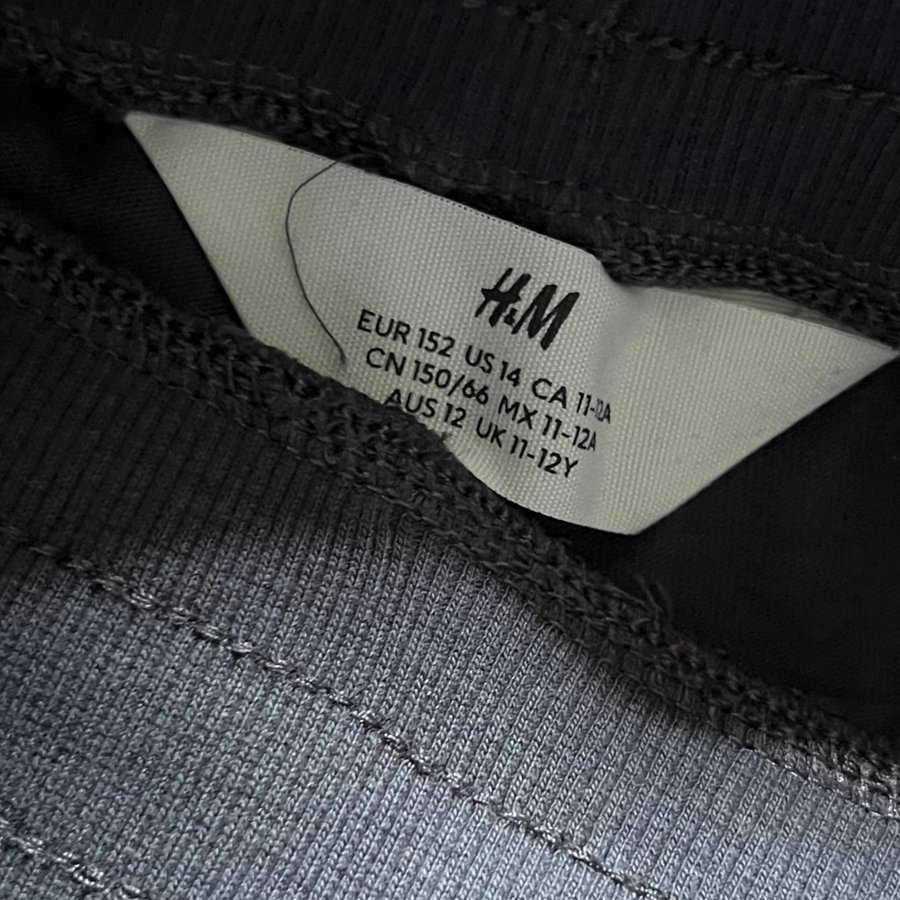 H&M
EUR 152 US 14 CA 11-12A
CN 150/66 MX 11-12A
AUS 12 UK 11-12Y